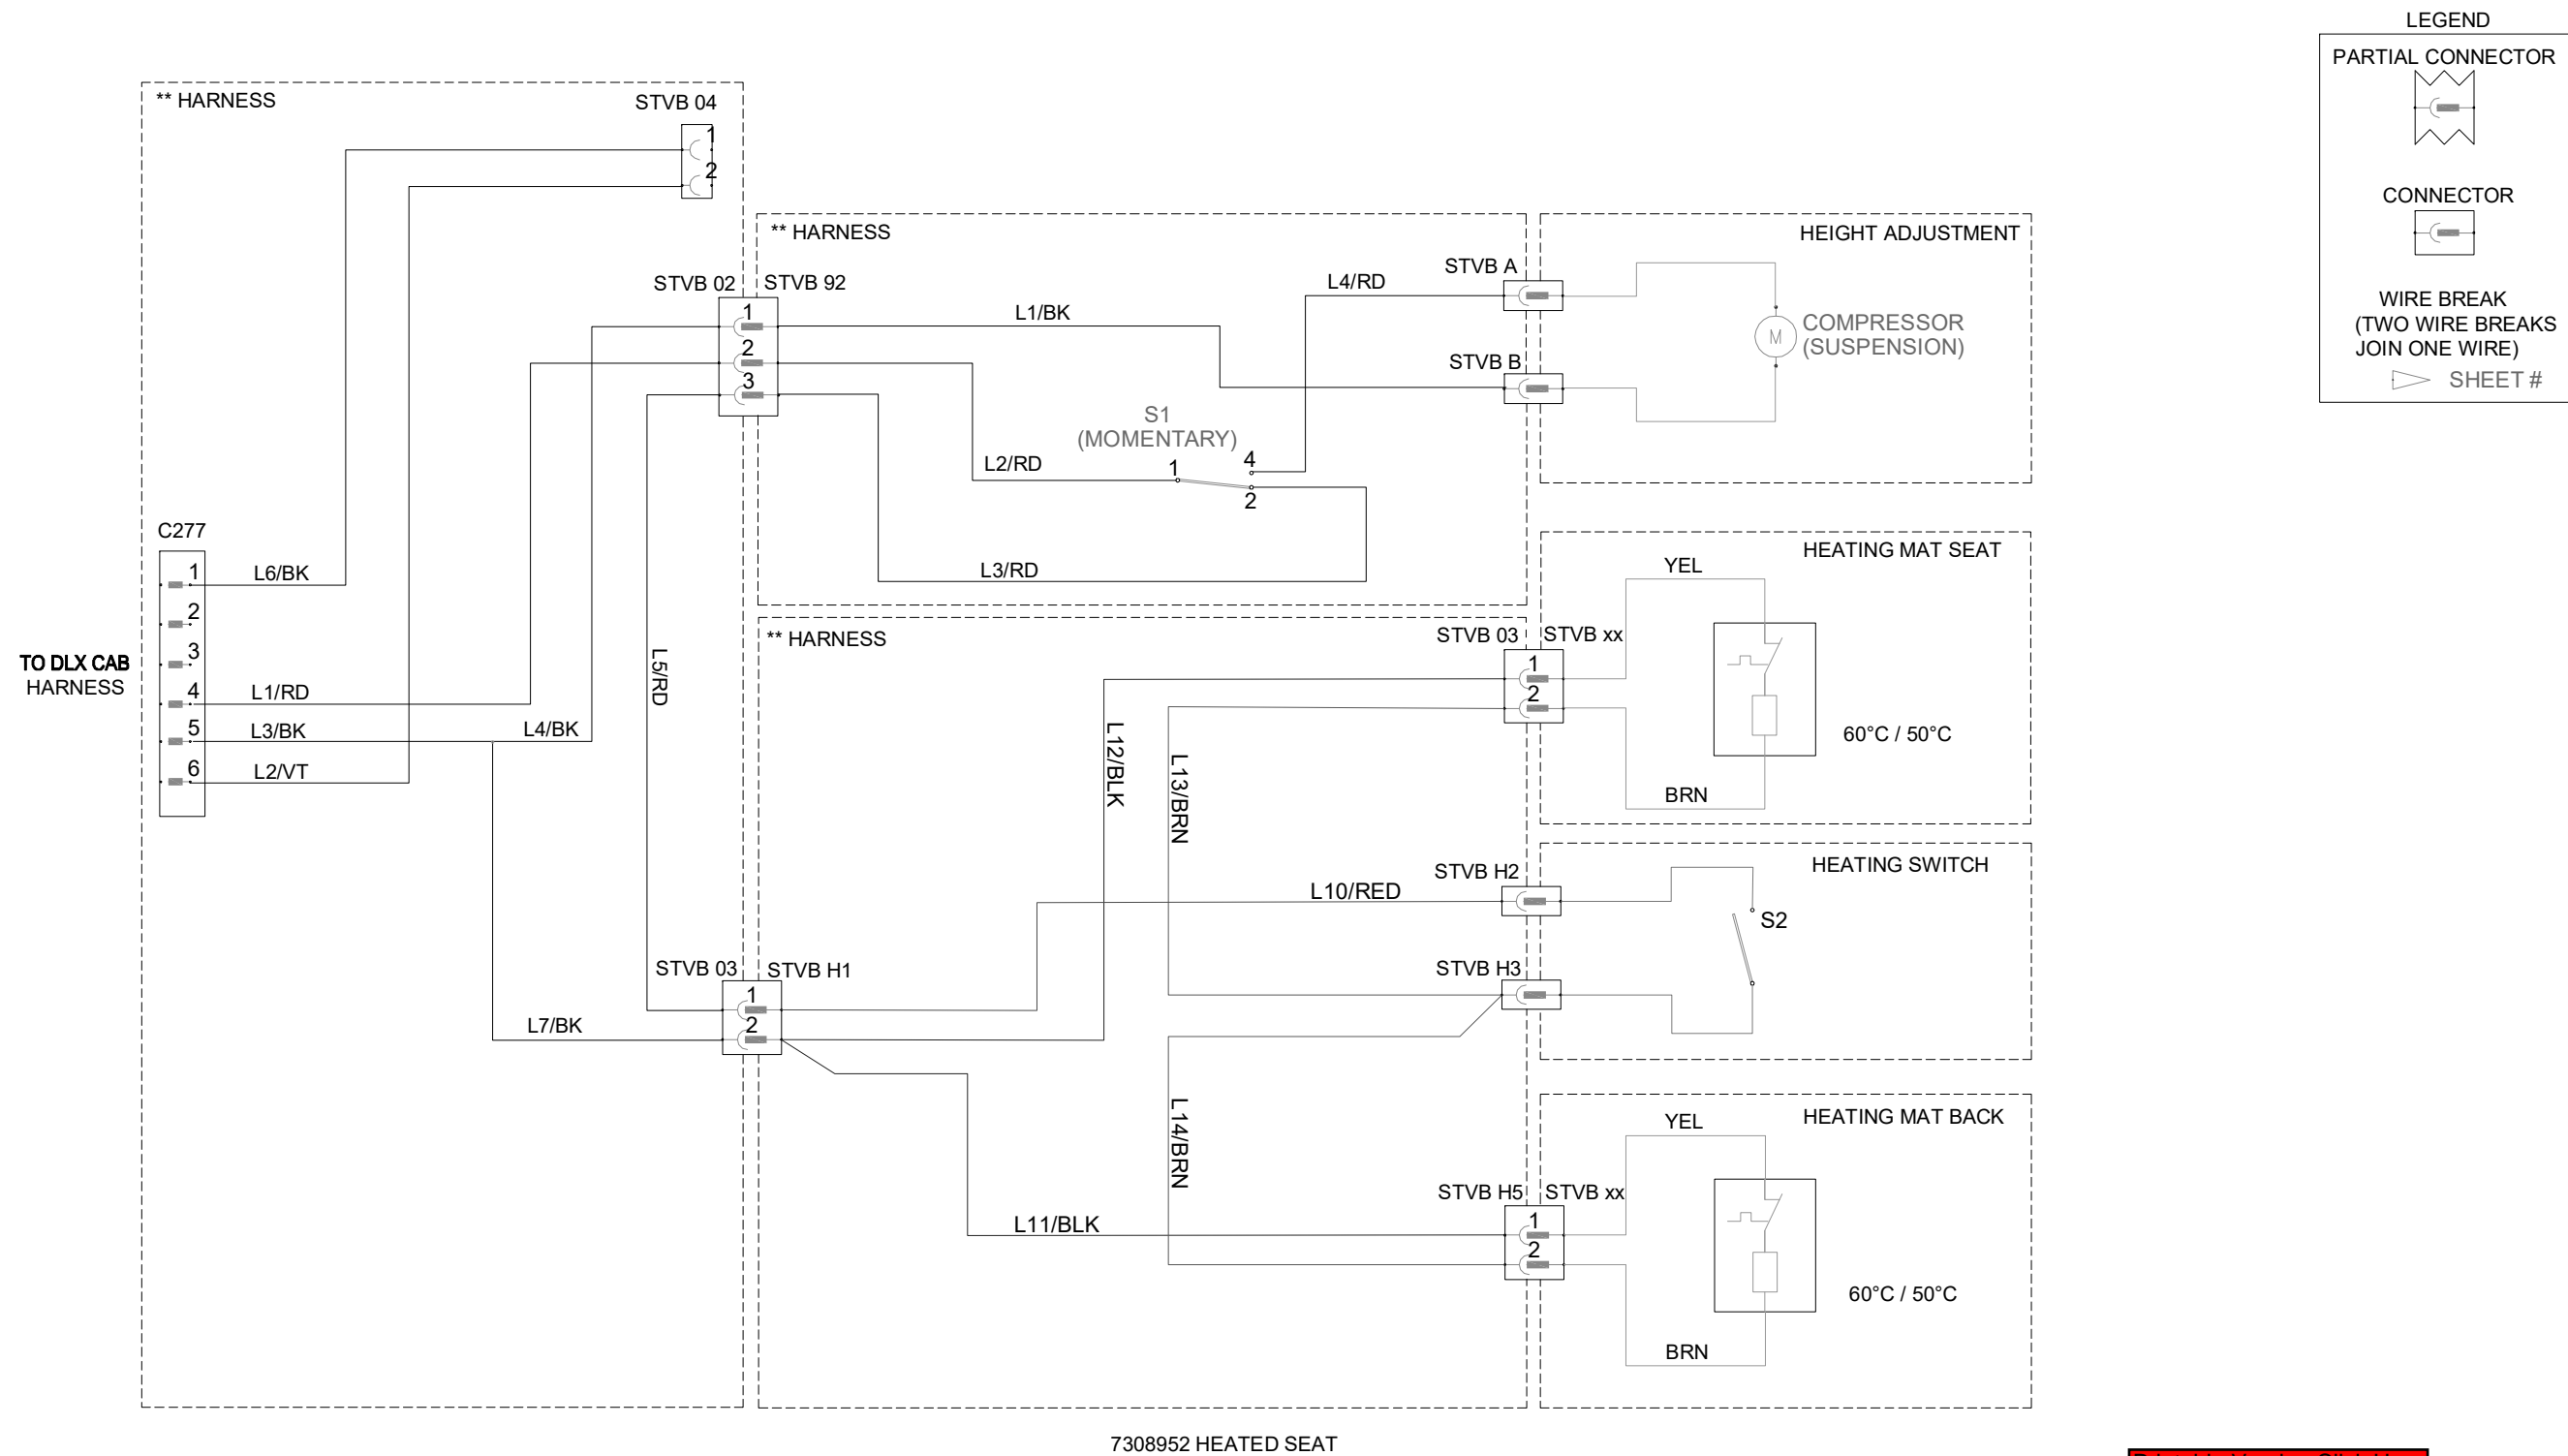 LEGEND
PARTIAL CONNECTOR
CONNECTOR
WIRE BREAK
(TWO WIRE BREAKS
JOIN ONE WIRE)
SHEET #
** HARNESS
STVB 04
1
2
** HARNESS
HEIGHT ADJUSTMENT
STVB 02
STVB 92
1
2
3
L1/BK
L4/RD
STVB A
STVB B
COMPRESSOR
(SUSPENSION)
M
S1
(MOMENTARY)
L2/RD
1
4
2
L3/RD
C277
1
2
3
4
5
6
L6/BK
L1/RD
L3/BK
L4/BK
L2/VT
TO DLX CAB
HARNESS
L5/RD
L7/BK
** HARNESS
STVB 03
STVB xx
1
2
HEATING MAT SEAT
YEL
60°C / 50°C
BRN
L12/BLK
L13/BRN
HEATING SWITCH
STVB H2
L10/RED
S2
STVB H3
STVB 03
STVB H1
1
2
L14/BRN
HEATING MAT BACK
YEL
STVB H5
STVB xx
1
2
L11/BLK
60°C / 50°C
BRN
7308952 HEATED SEAT